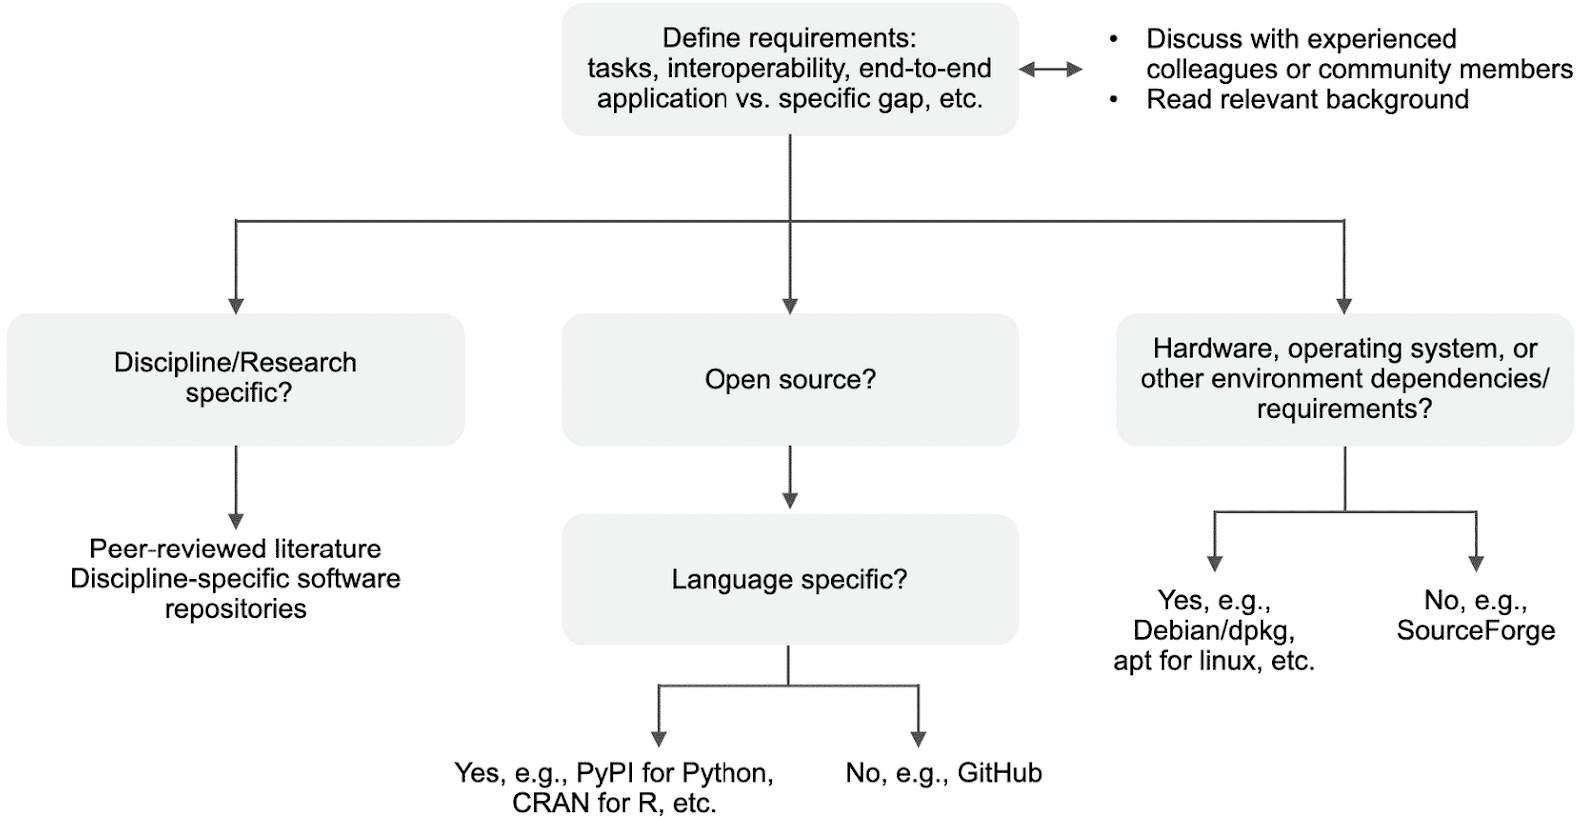 Define requirements:
tasks, interoperability, end-to-end
application vs. specific gap, etc.
• Discuss with experienced
colleagues or community members
• Read relevant background
Discipline/Research
specific?
Open source?
Hardware, operating system, or
other environment dependencies/
requirements?
Peer-reviewed literature
Discipline-specific software
repositories
Language specific?
Yes, e.g.,
Debian/dpkg,
apt for linux, etc.
No, e.g.,
SourceForge
Yes, e.g., PyPI for Python,
CRAN for R, etc.
No, e.g., GitHub